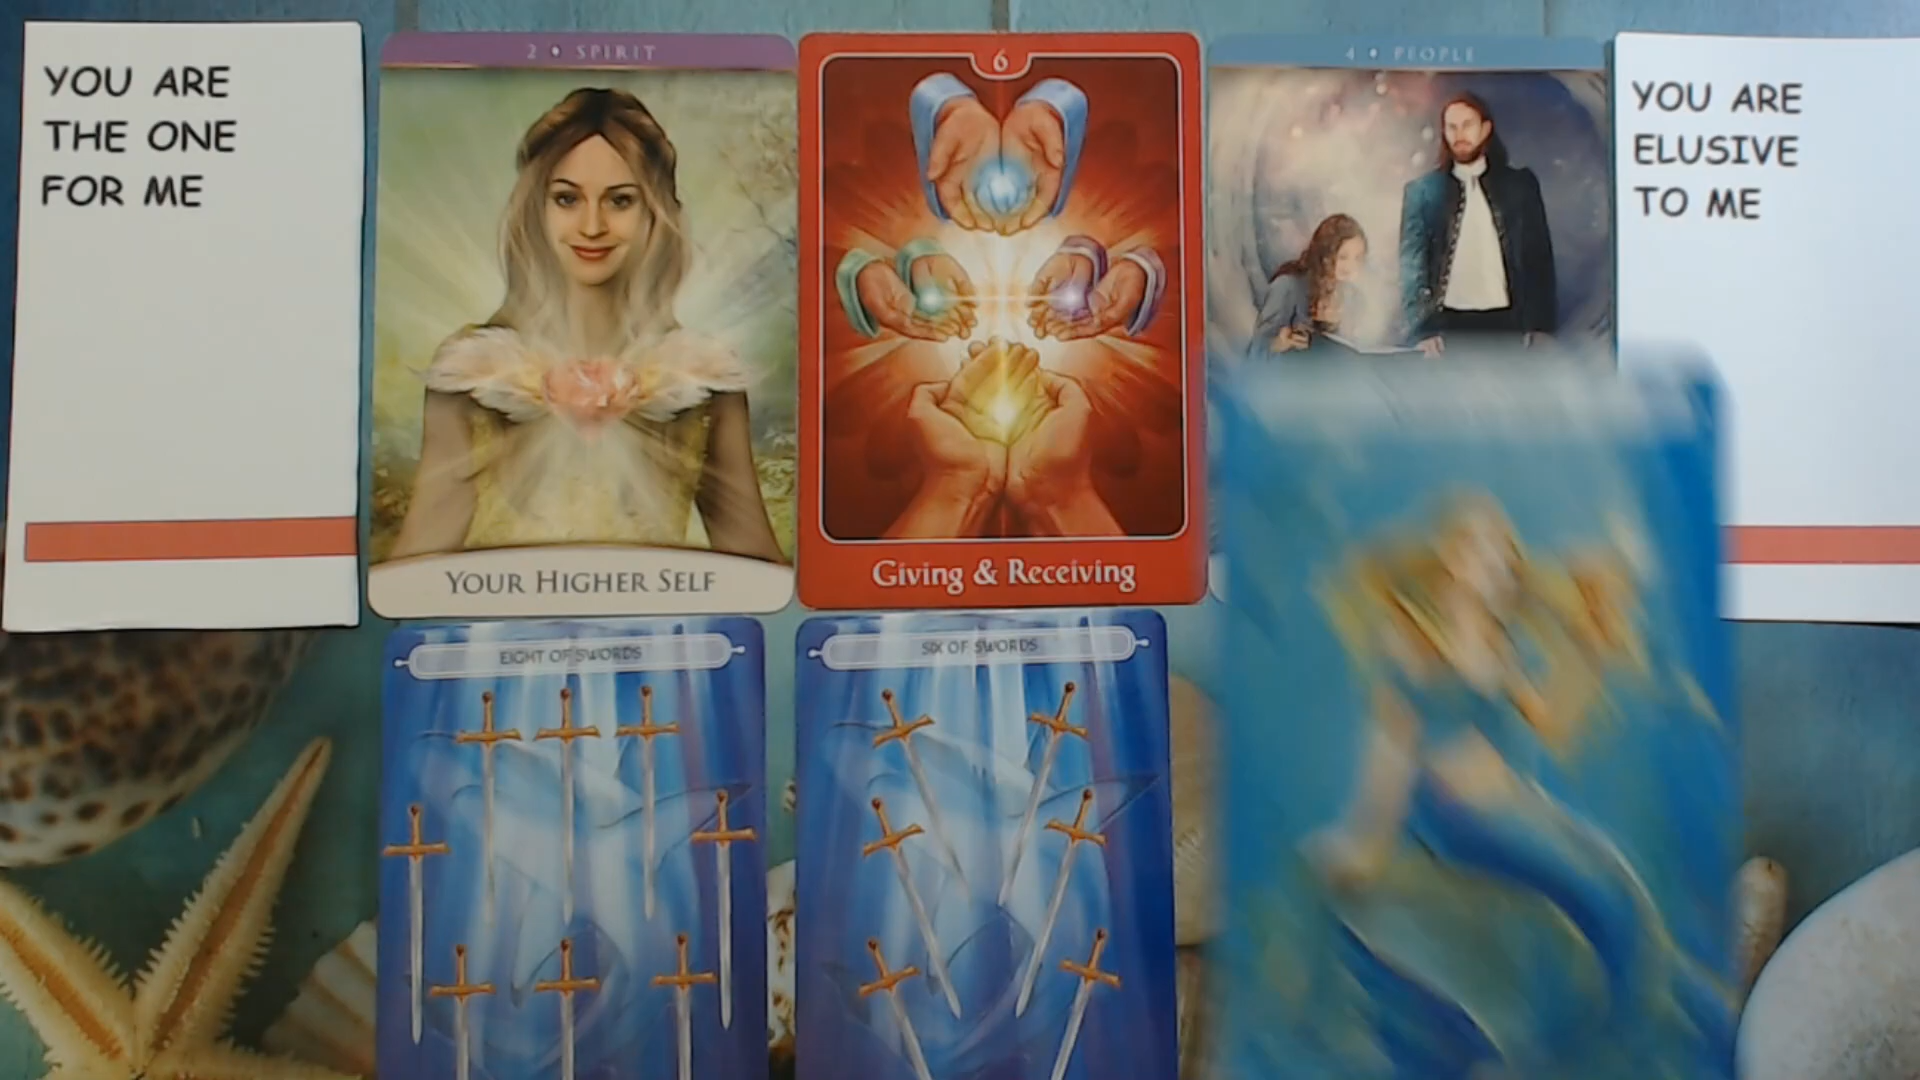 YOU ARE
THE ONE
FOR ME
2 • SPIRIT
YOUR HIGHER SELF
6
Giving & Receiving
4 • PEOPLE
YOU ARE
ELUSIVE
TO ME
EIGHT OF SWORDS
SIX OF SWORDS